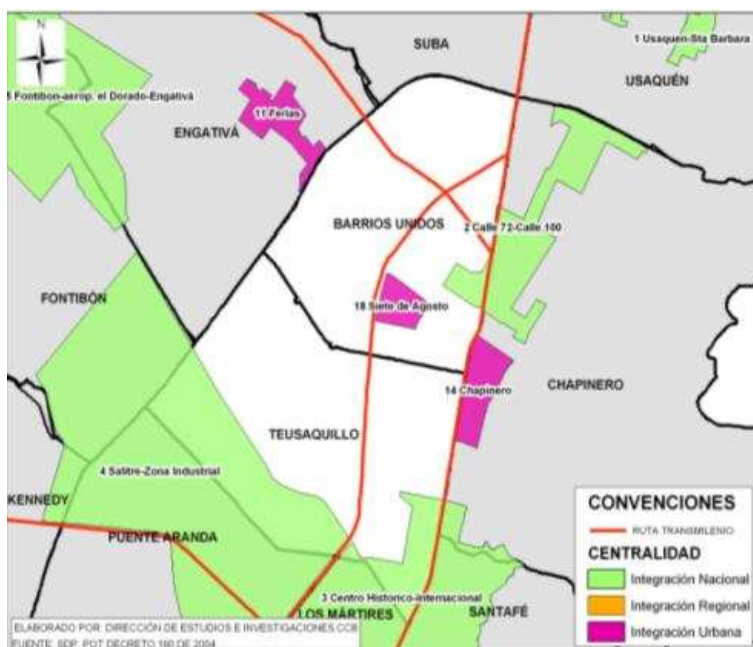 N
SUBA
1 Usaquen-Sta Barbara
USAQUÉN
5 Fontibon-aerop. el Dorado-Engativá
11 Ferias
ENGATIVÁ
BARRIOS UNIDOS
2 Calle 72-Calle 100
FONTIBÓN
18 Siete de Agosto
CHAPINERO
14 Chapinero
TEUSAQUILLO
4 Salitre-Zona Industrial
KENNEDY
PUENTE ARANDA
3 Centro Historico-Internacional
LOS MÁRTIRES
SANTAFÉ
CONVENCIONES
RUTA TRANSMILENIO
CENTRALIDAD
Integración Nacional
Integración Regional
Integración Urbana
ELABORADO POR: DIRECCIÓN DE ESTUDIOS E INVESTIGACIONES CCB
FUENTE: SDP. POT DECRETO 190 DE 2004